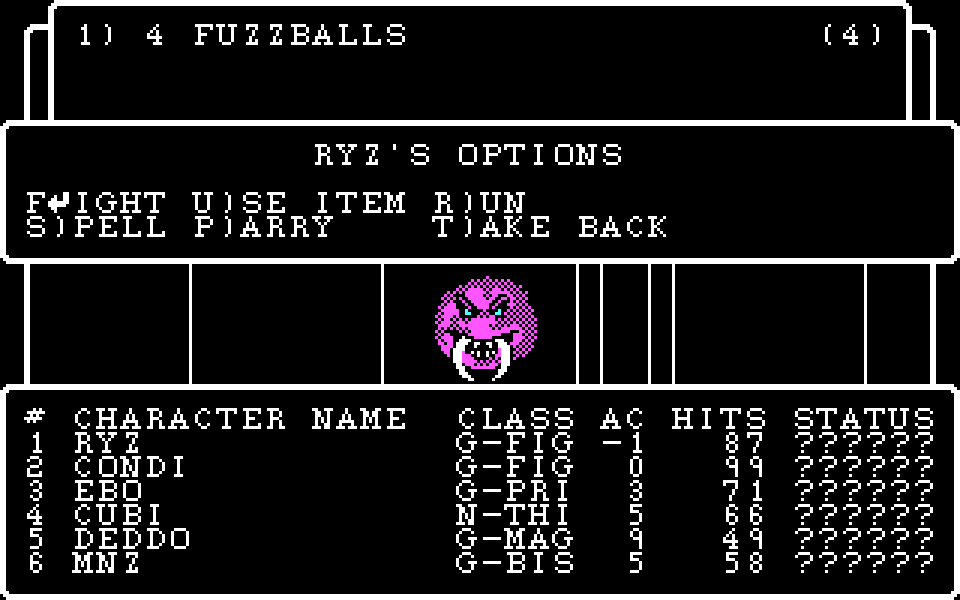 1) 4 FUZZBALLS (4)
RYZ'S OPTIONS
F↵IGHT U)SE ITEM R)UN
S)PELL P)ARRY T)AKE BACK
# CHARACTER NAME CLASS AC HITS STATUS
1 RYZ G-FIG -1 87 ??????
2 CONDI G-FIG 0 99 ??????
3 EBO G-PRI 3 71 ??????
4 CUBI N-THI 5 66 ??????
5 DEDDO G-MAG 9 49 ??????
6 MNZ G-BIS 5 58 ??????